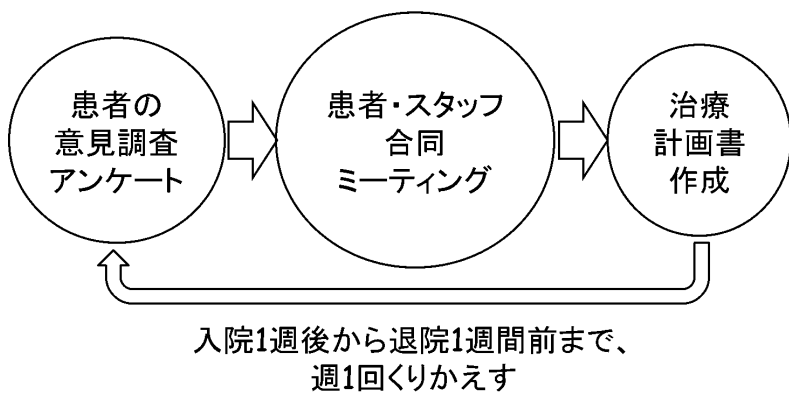 患者の
意見調査
アンケート
患者・スタッフ
合同
ミーティング
治療
計画書
作成
入院1週後から退院1週間前まで、
週1回くりかえす